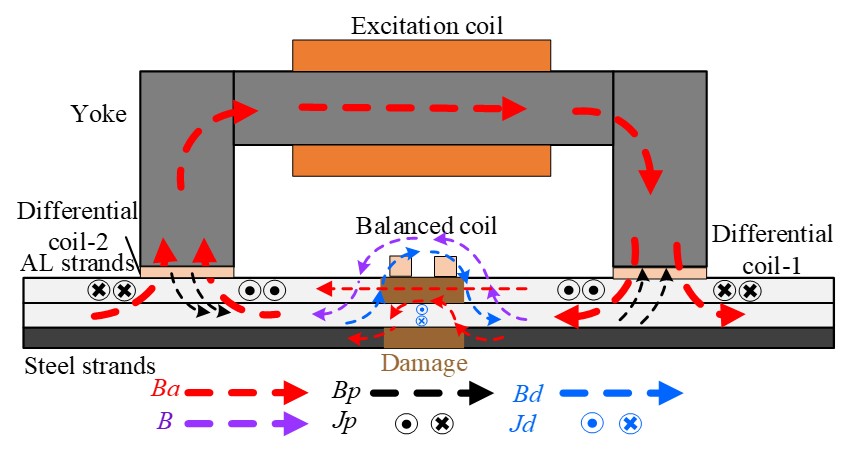 Excitation coil
Yoke
Differential
coil-2
AL strands
Balanced coil
Differential
coil-1
Steel strands
Damage
Ba
Bp
Bd
B
Jp
Jd